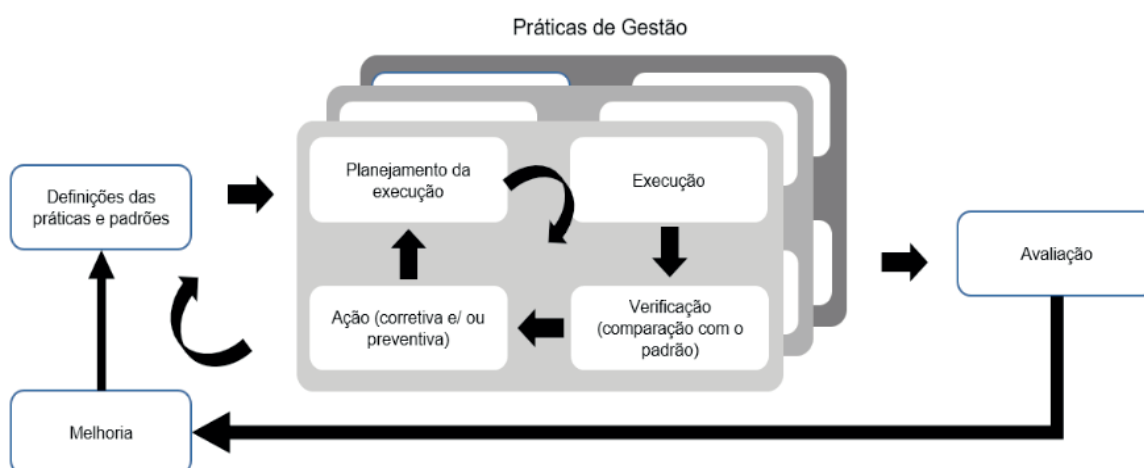 Práticas de Gestão
Definições das
práticas e padrões
Planejamento da
execução
Execução
Ação (corretiva e/ ou
preventiva)
Verificação
(comparação com o
padrão)
Avaliação
Melhoria